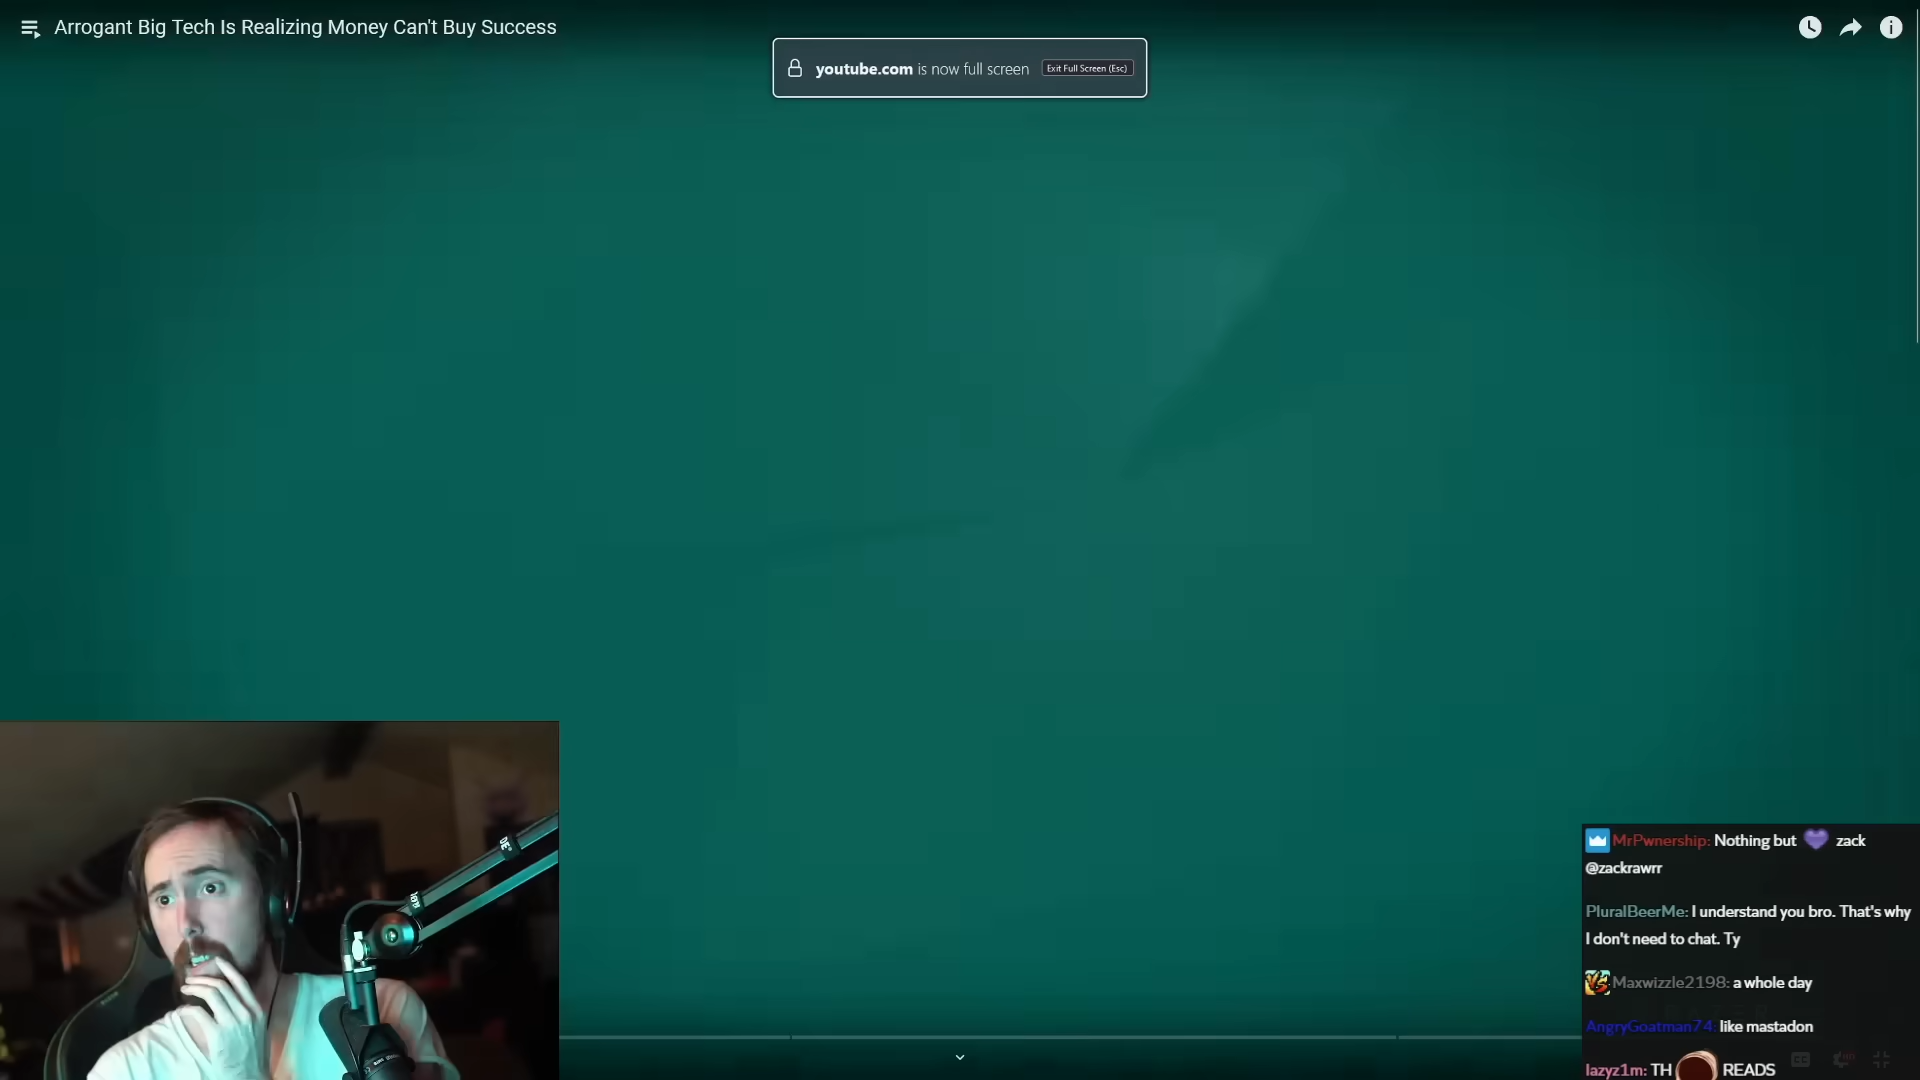 Arrogant Big Tech Is Realizing Money Can't Buy Success
youtube.com is now full screen Exit Full Screen (Esc)
MrPwnership: Nothing but zack
@zackrawrr
PluralBeerMe: I understand you bro. That's why
I don't need to chat. Ty
Maxwizzle2198: a whole day
AngryGoatman74: like mastadon
lazyz1m: TH READS